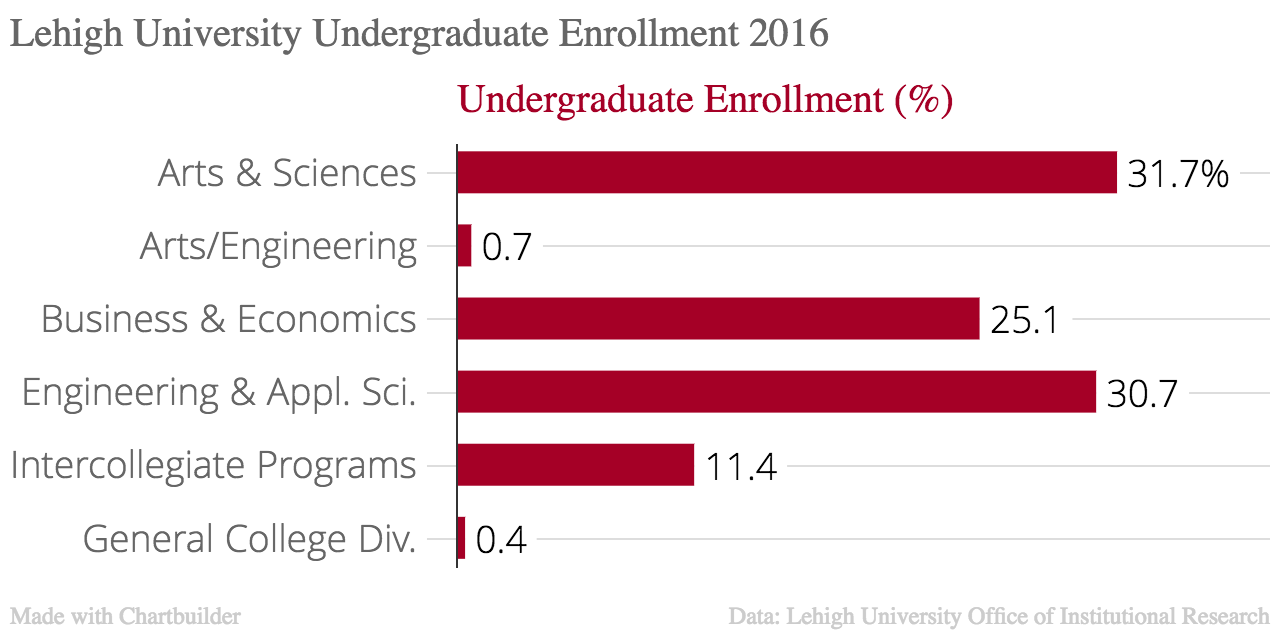 Lehigh University Undergraduate Enrollment 2016
Undergraduate Enrollment (%)
Arts & Sciences 31.7%
Arts/Engineering 0.7
Business & Economics 25.1
Engineering & Appl. Sci. 30.7
Intercollegiate Programs 11.4
General College Div. 0.4
Made with Chartbuilder Data: Lehigh University Office of Institutional Research